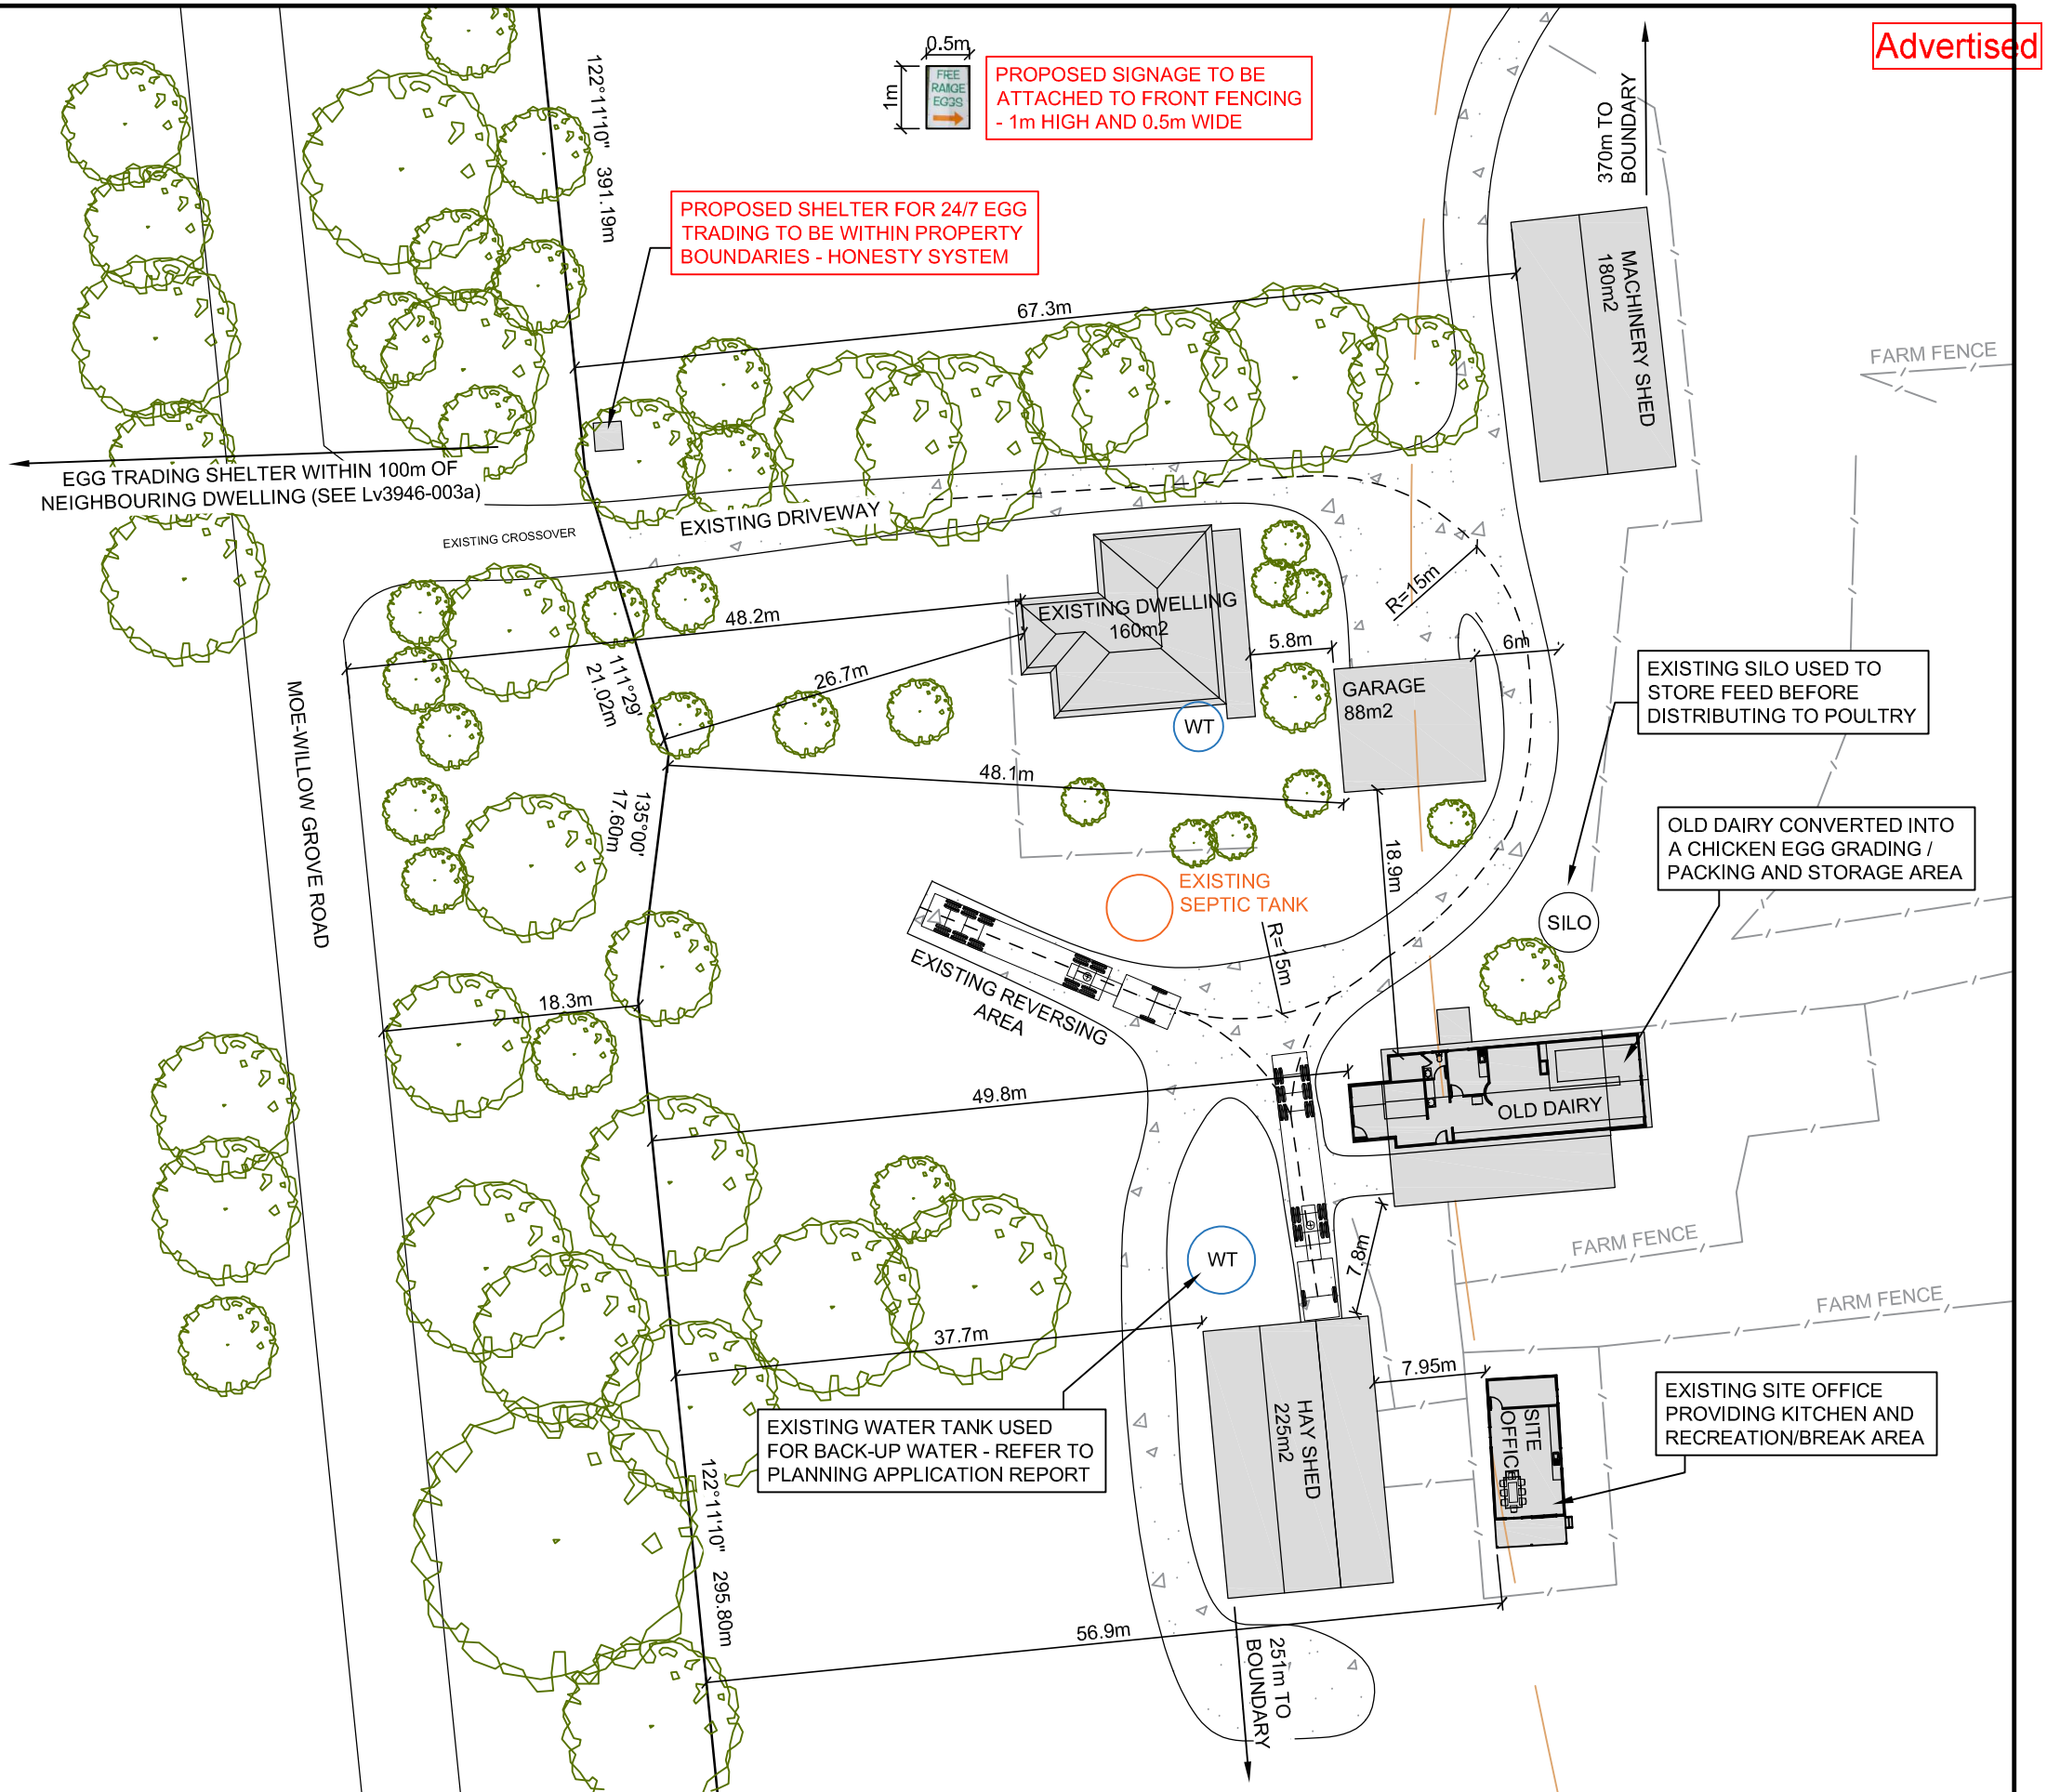 Advertised
0.5m
1m
FREE
RANGE
EGGS
PROPOSED SIGNAGE TO BE
ATTACHED TO FRONT FENCING
- 1m HIGH AND 0.5m WIDE
122°11'10" 391.19m
370m TO
BOUNDARY
PROPOSED SHELTER FOR 24/7 EGG
TRADING TO BE WITHIN PROPERTY
BOUNDARIES - HONESTY SYSTEM
67.3m
MACHINERY SHED
180m2
FARM FENCE
EGG TRADING SHELTER WITHIN 100m OF
NEIGHBOURING DWELLING (SEE Lv3946-003a)
EXISTING CROSSOVER
EXISTING DRIVEWAY
EXISTING DWELLING
160m2
R=15m
48.2m
26.7m
111°29'
21.02m
5.8m
6m
GARAGE
88m2
WT
EXISTING SILO USED TO
STORE FEED BEFORE
DISTRIBUTING TO POULTRY
MOE-WILLOW GROVE ROAD
48.1m
135°00'
17.60m
18.9m
OLD DAIRY CONVERTED INTO
A CHICKEN EGG GRADING /
PACKING AND STORAGE AREA
EXISTING
SEPTIC TANK
SILO
R=15m
EXISTING REVERSING
AREA
18.3m
49.8m
OLD DAIRY
WT
7.8m
FARM FENCE
FARM FENCE
37.7m
7.95m
EXISTING WATER TANK USED
FOR BACK-UP WATER - REFER TO
PLANNING APPLICATION REPORT
HAY SHED
225m2
SITE
OFFICE
EXISTING SITE OFFICE
PROVIDING KITCHEN AND
RECREATION/BREAK AREA
122°11'10" 295.80m
56.9m
251m TO
BOUNDARY